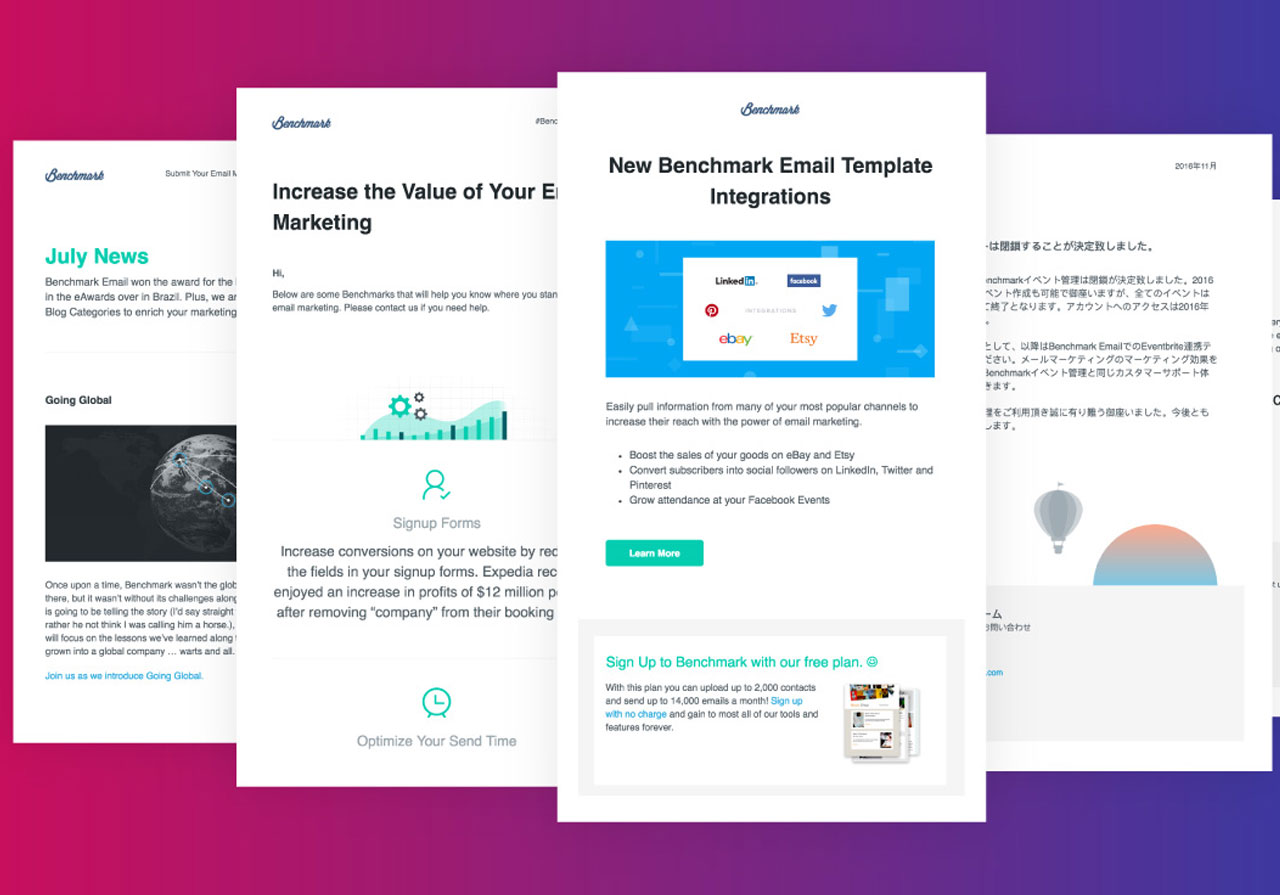 Benchmark
Submit Your Email
July News
Benchmark Email won the award for the
in the eAwards over in Brazil. Plus, we
Blog Categories to enrich your marketing
Going Global
Once upon a time, Benchmark wasn't the
there, but it wasn't without its challenges
is going to be telling the story (I'd say straight
rather he not think I was calling him a horse.),
will focus on the lessons we've learned along
grown into a global company … warts and all.
Join us as we introduce Going Global.
Benchmark
Increase the Value of Your
Marketing
Hi,
Below are some Benchmarks that will help you know where you
email marketing. Please contact us if you need help.
Signup Forms
Increase conversions on your website by
the fields in your signup forms. Expedia
enjoyed an increase in profits of $12 million
after removing “company” from their booking
Optimize Your Send Time
Benchmark
New Benchmark Email Template
Integrations
Linked in
facebook
INTEGRATIONS
ebay
Etsy
Easily pull information from many of your most popular channels to
increase their reach with the power of email marketing.
• Boost the sales of your goods on eBay and Etsy
• Convert subscribers into social followers on LinkedIn, Twitter and
Pinterest
• Grow attendance at your Facebook Events
Learn More
Sign Up to Benchmark with our free plan. ☺
With this plan you can upload up to 2,000 contacts
and send up to 14,000 emails a month! Sign up
with no charge and gain to most all of our tools and
features forever.
2016年11月
は閉鎖することが決定致しました。
enchmarkイベント管理は閉鎖が決定致しました。2016
ベント作成も可能で御座いますが、全てのイベントは
て終了となります。アカウントへのアクセスは2016年
。
として、以降はBenchmark EmailでのEventbrite連携テ
ださい。メールマーケティングのマーケティング効果を
Benchmarkイベント管理と同じカスタマーサポート体
きます。
理をご利用頂き誠に有り難う御座いました。今後とも
します。
ーム
お問い合わせ
.com